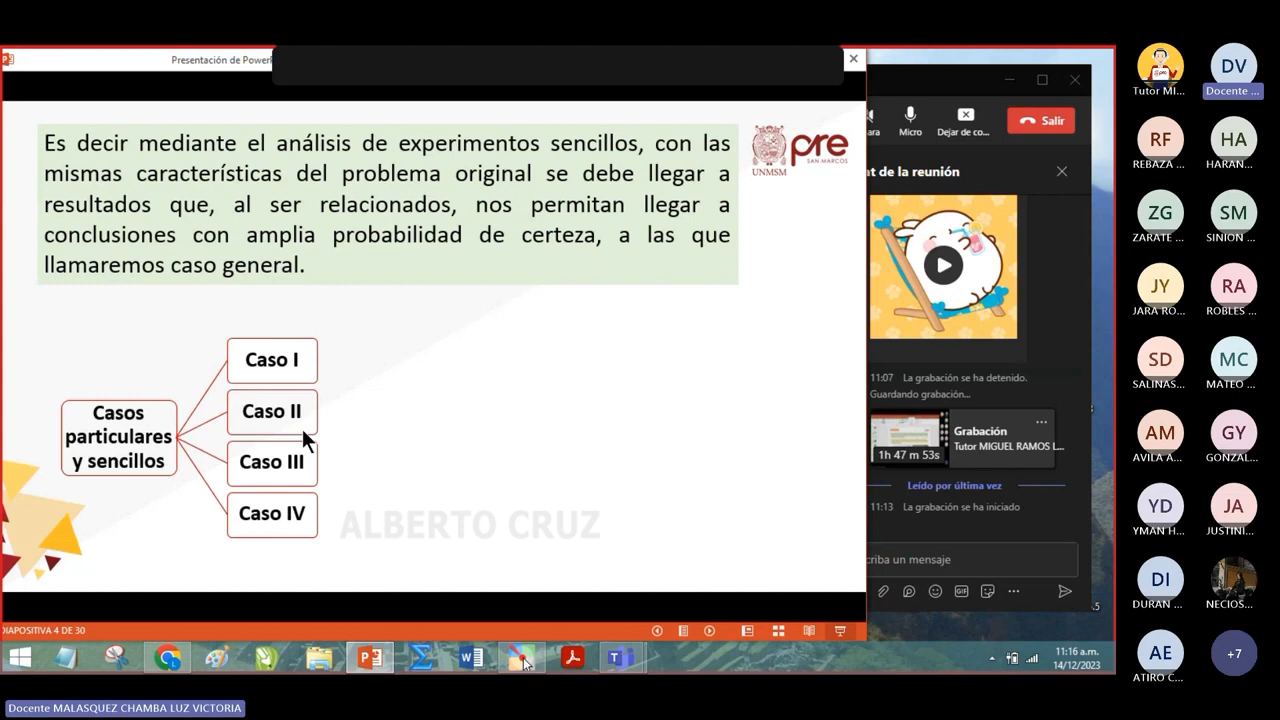 Presentación de PowerP
Es decir mediante el análisis de experimentos sencillos, con las
mismas características del problema original se debe llegar a
resultados que, al ser relacionados, nos permitan llegar a
conclusiones con amplia probabilidad de certeza, a las que
llamaremos caso general.
UNMSM
pre
SAN MARCOS
Caso I
Caso II
Caso III
Caso IV
Casos
particulares
y sencillos
ALBERTO CRUZ
DIAPOSITIVA 4 DE 30
ara
Micro
Dejar de co...
Salir
at de la reunión
11:07 La grabación se ha detenido.
Guardando grabación...
Grabación
Tutor MIGUEL RAMOS L...
1h 47 m 53s
Leído por última vez
11:13 La grabación se ha iniciado
criba un mensaje
GIF
11:16 a.m.
14/12/2023
Tutor MI...
DV
Docente ...
RF
REBAZA ...
HA
HARAN...
ZG
ZARATE ...
SM
SINION ...
JY
JARA RO...
RA
ROBLES ...
SD
SALINAS...
MC
MATEO ...
AM
AVILA A...
GY
GONZAL...
YD
YMAN H...
JA
JUSTINI...
DI
DURAN ...
NECIOS...
AE
ATIRO C...
+7
Docente MALASQUEZ CHAMBA LUZ VICTORIA